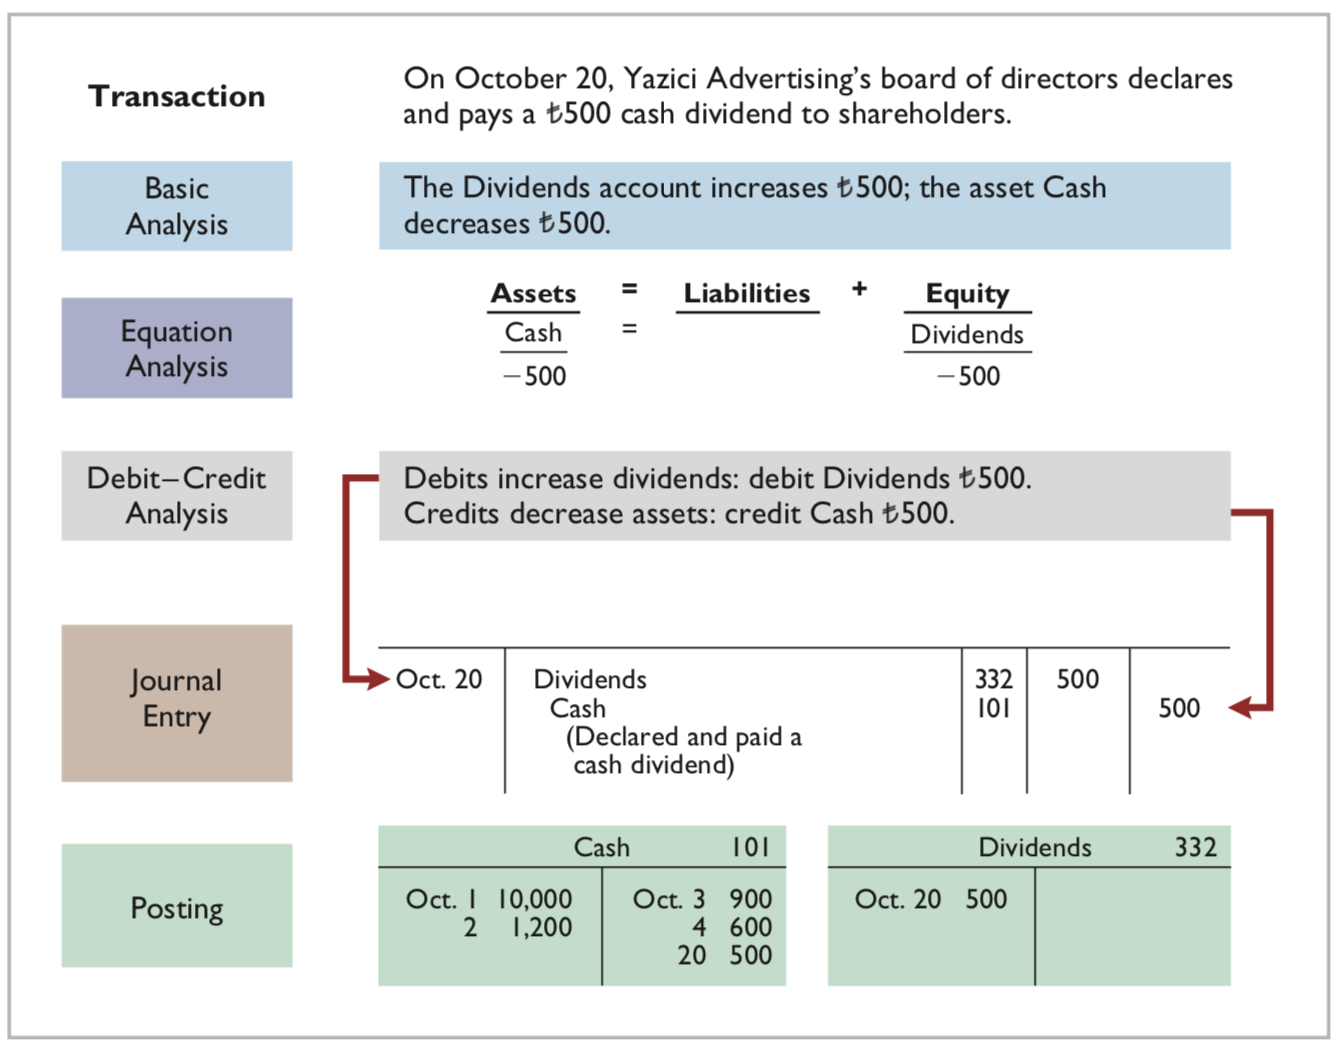 Transaction
On October 20, Yazici Advertising's board of directors declares
and pays a ₺500 cash dividend to shareholders.
Basic
Analysis
The Dividends account increases ₺500; the asset Cash
decreases ₺500.
Equation
Analysis
Assets = Liabilities + Equity
Cash = Dividends
−500 −500
Debit–Credit
Analysis
Debits increase dividends: debit Dividends ₺500.
Credits decrease assets: credit Cash ₺500.
Journal
Entry
Oct. 20 Dividends 332 500
Cash 101 500
(Declared and paid a
cash dividend)
Posting
Cash 101
Oct. 1 10,000 Oct. 3 900
2 1,200 4 600
20 500
Dividends 332
Oct. 20 500